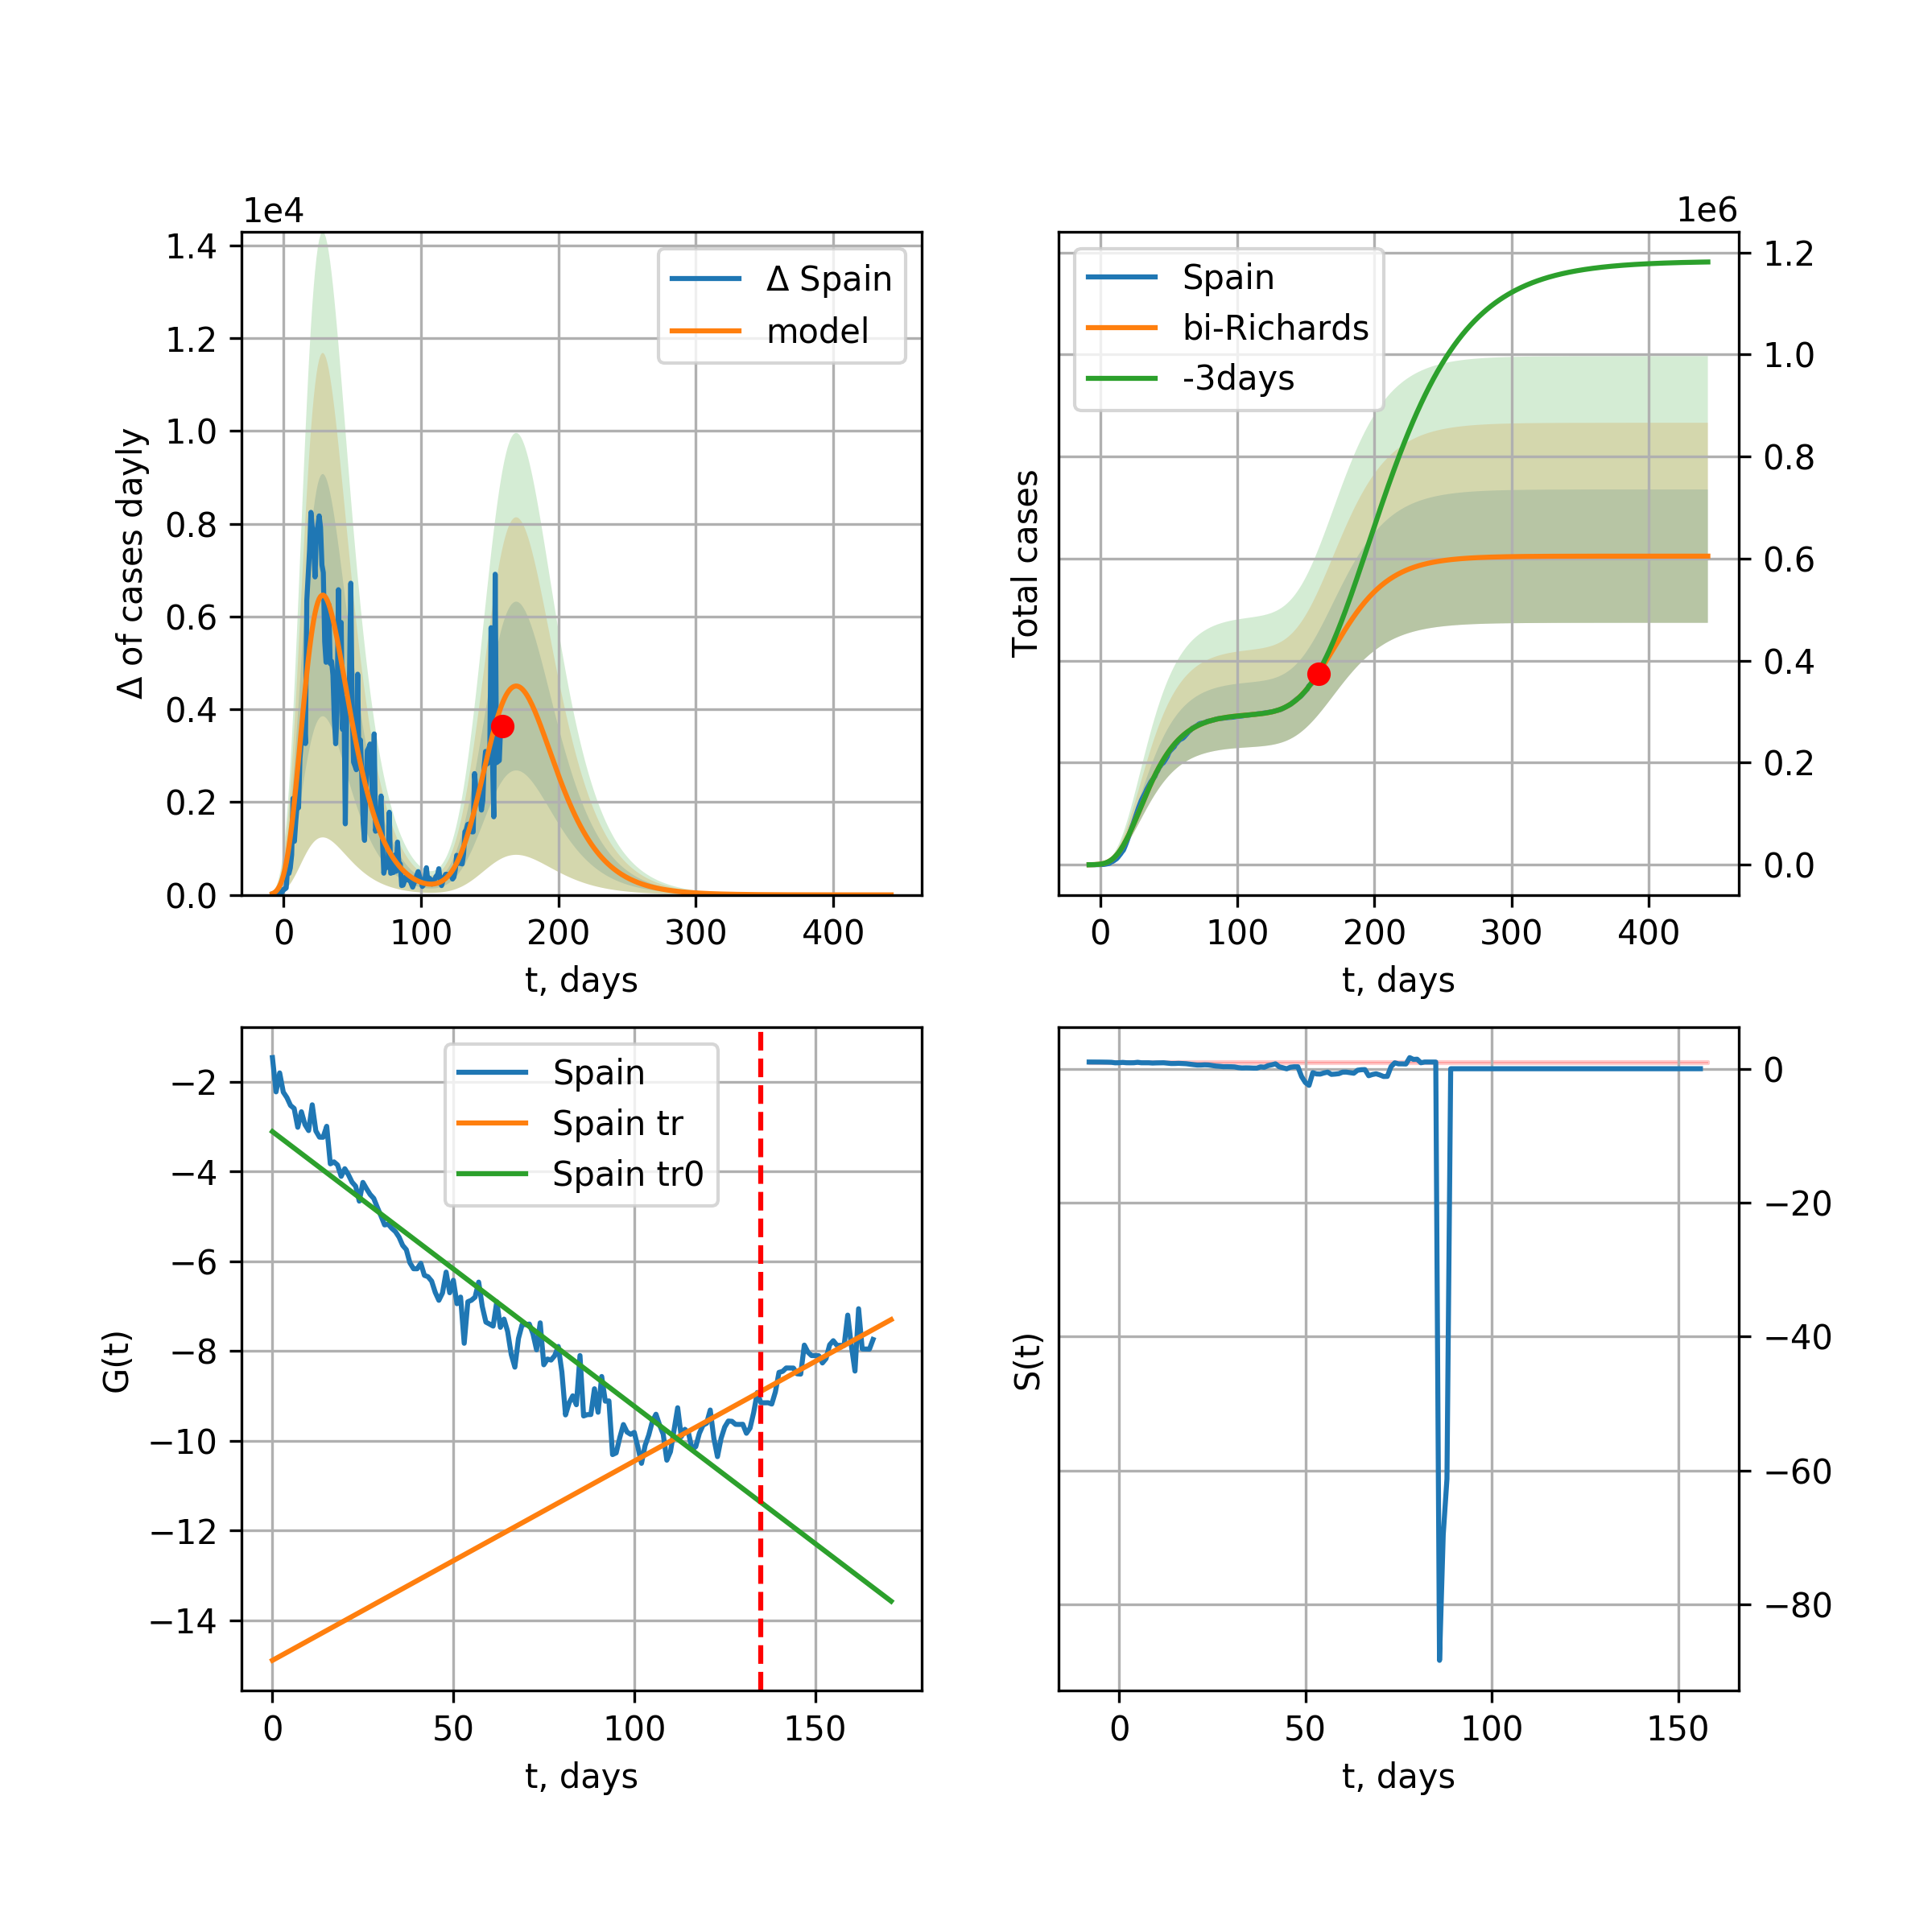 1e4
1.4
1.2
1.0
0.8
0.6
0.4
0.2
0.0
Δ of cases dayly
Δ Spain
model
0 100 200 300 400
t, days
1e6
1.2
1.0
0.8
0.6
0.4
0.2
0.0
Total cases
Spain
bi-Richards
-3days
0 100 200 300 400
t, days
−2
−4
−6
−8
−10
−12
−14
G(t)
Spain
Spain tr
Spain tr0
0 50 100 150
t, days
0
−20
−40
−60
−80
S(t)
0 50 100 150
t, days